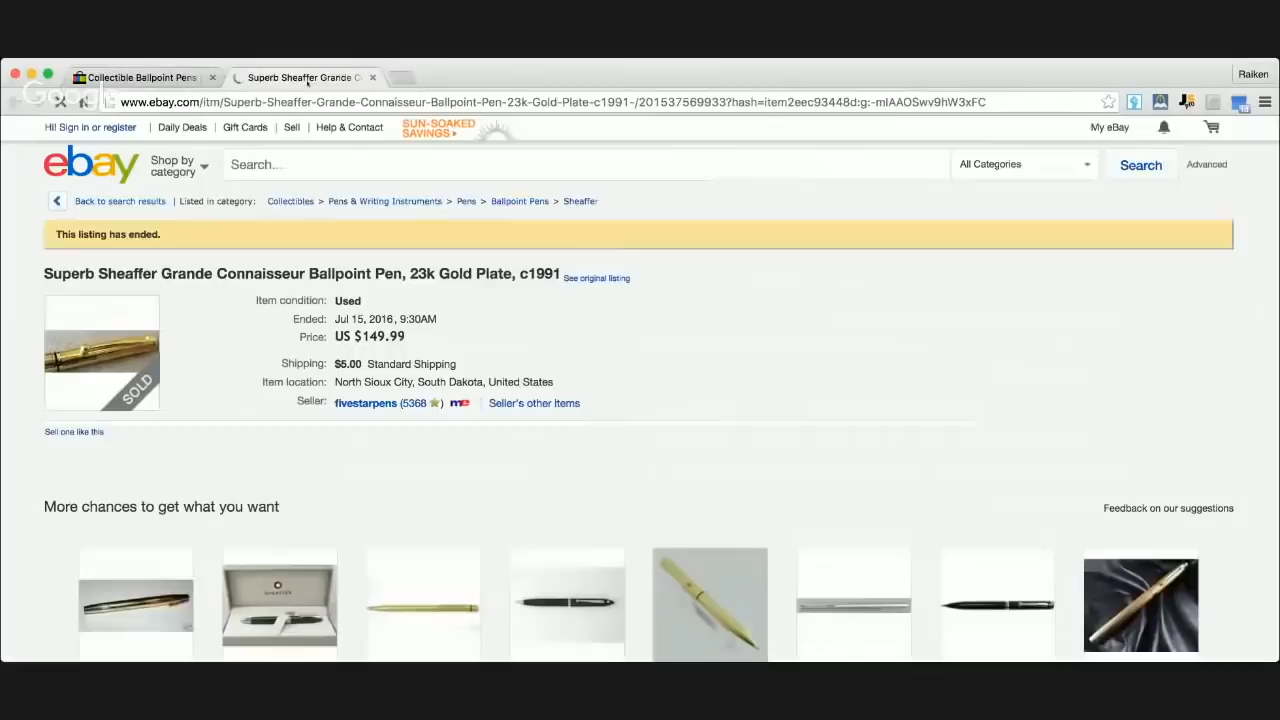 Collectible Ballpoint Pens
Superb Sheaffer Grande C
Raiken
Google
www.ebay.com/itm/Superb-Sheaffer-Grande-Connaisseur-Ballpoint-Pen-23k-Gold-Plate-c1991-/201537569933?hash=item2eec93448d:g:-mIAAOSwv9hW3xFC
Hi! Sign in or register | Daily Deals | Gift Cards | Sell | Help & Contact
SUN-SOAKED
SAVINGS
My eBay
ebay
Shop by
category
Search...
All Categories
Search
Advanced
Back to search results | Listed in category: Collectibles > Pens & Writing Instruments > Pens > Ballpoint Pens > Sheaffer
This listing has ended.
Superb Sheaffer Grande Connaisseur Ballpoint Pen, 23k Gold Plate, c1991 See original listing
Item condition: Used
Ended: Jul 15, 2016 , 9:30AM
Price: US $149.99
Shipping: $5.00 Standard Shipping
Item location: North Sioux City, South Dakota, United States
Seller: fivestarpens (5368) me | Seller's other items
SOLD
Sell one like this
More chances to get what you want
Feedback on our suggestions